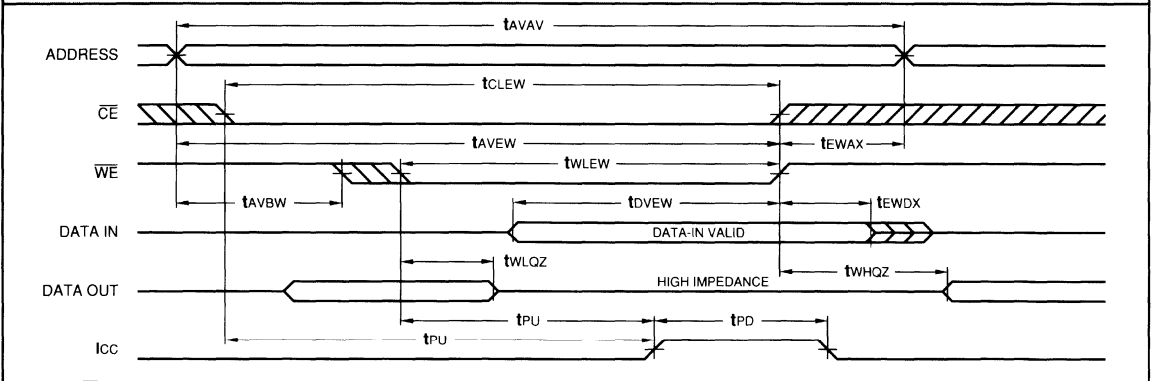 tAVAV
ADDRESS
tCLEW
CE
tAVEW
tEWAX
WE
tWLEW
tAVBW
tDVEW
tEWDX
DATA IN
DATA-IN VALID
tWLQZ
tWHQZ
DATA OUT
HIGH IMPEDANCE
tPU
tPD
tPU
ICC